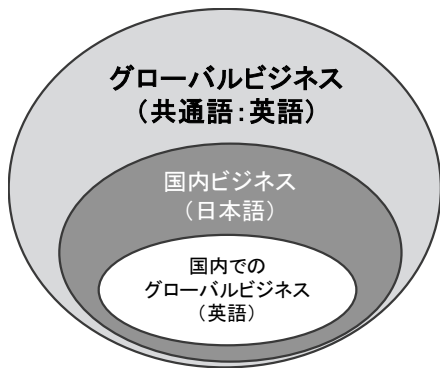 グローバルビジネス
（共通語：英語）
国内ビジネス
（日本語）
国内での
グローバルビジネス
（英語）